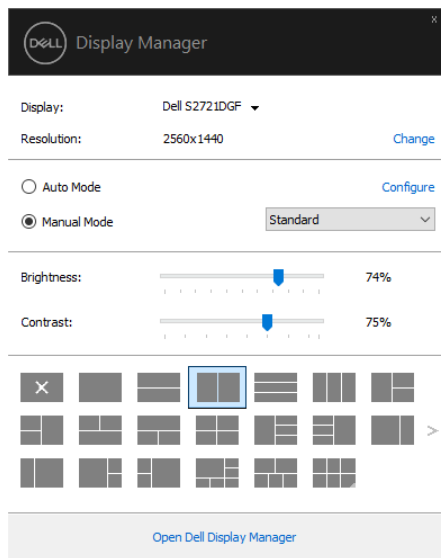 x
DELL Display Manager
Display: Dell S2721DGF
Resolution: 2560x1440 Change
Auto Mode Configure
Manual Mode Standard
Brightness: 74%
Contrast: 75%
Open Dell Display Manager